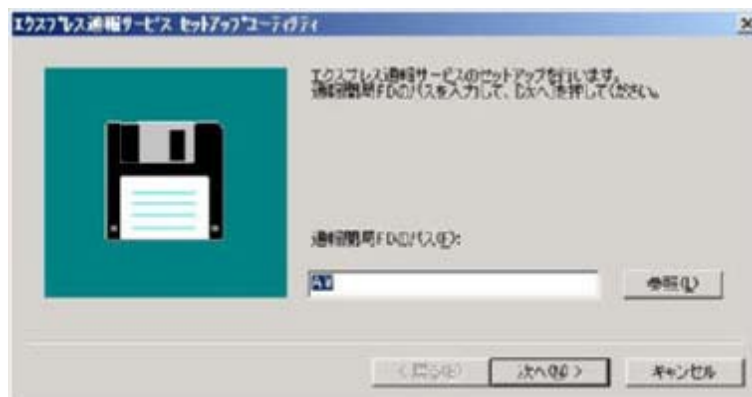 エクスプレス通報サービス セットアップユーティリティ
エクスプレス通報サービスのセットアップを行います。
通報開局FDのパスを入力して、[次へ]を押してください。
通報開局FDのパス(E):
A:¥
参照(L)
< 戻る(B)
次へ(N) >
キャンセル